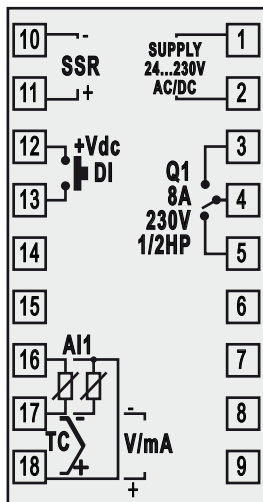 10 - SUPPLY 1
SSR 24...230V
11 + AC/DC 2
12 +Vdc 3
DI Q1
13 8A 4
230V
14 1/2HP 5
15 6
16 AI1 7
17 - - 8
TC V/mA
18 + + 9